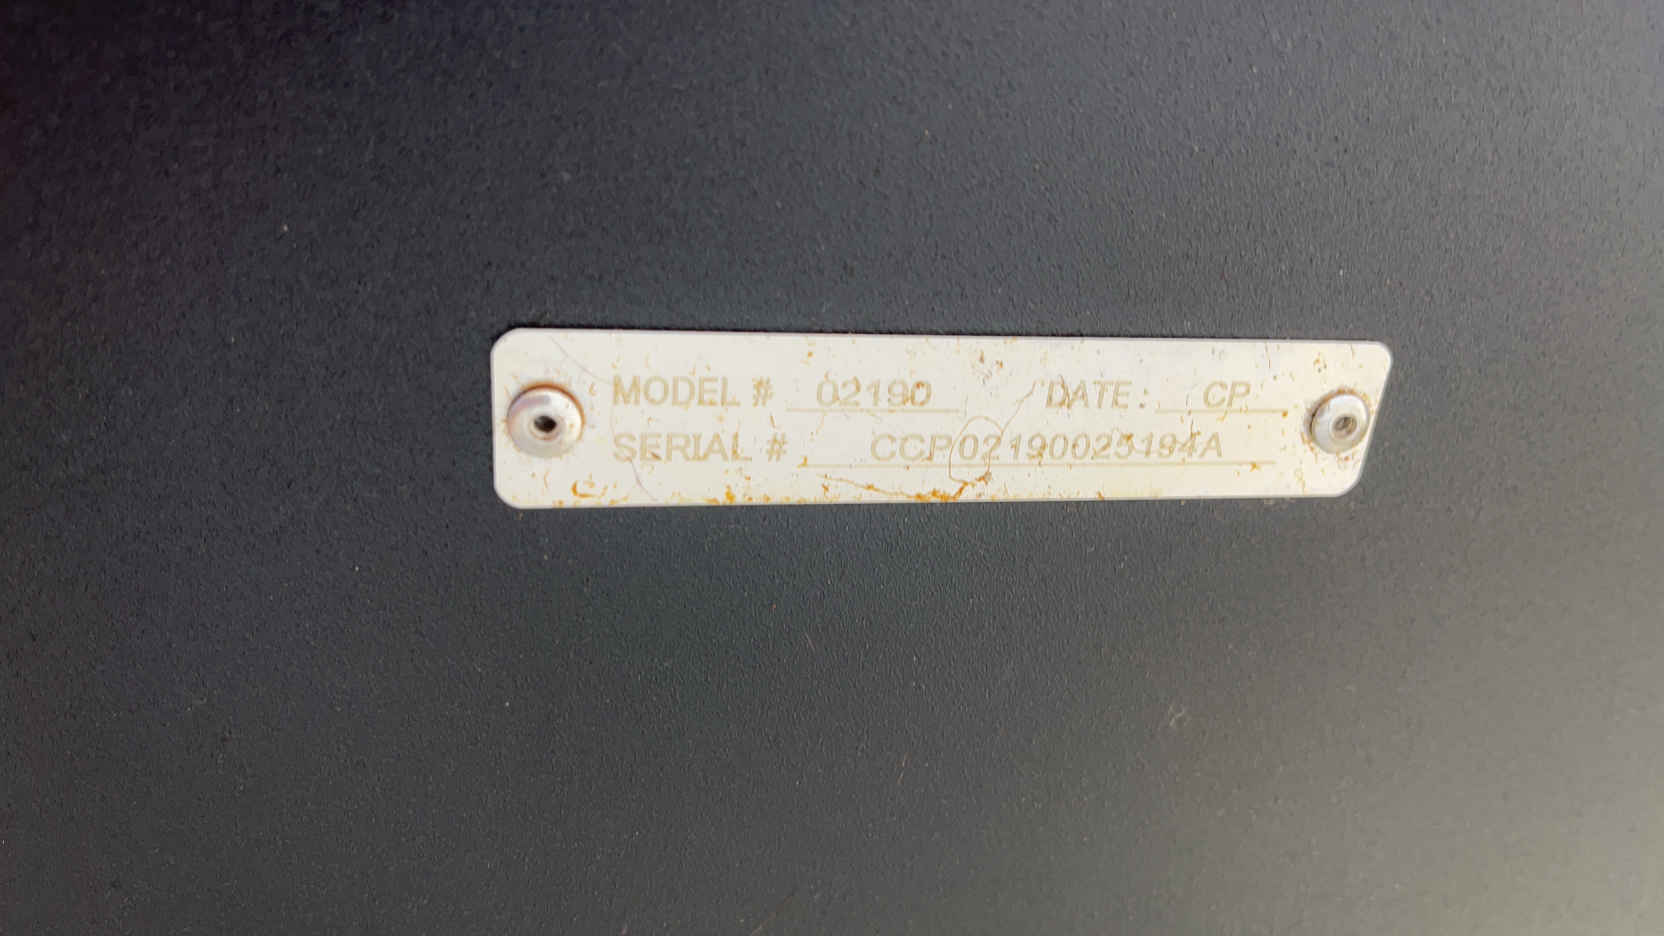 MODEL # 02190 DATE: CP
SERIAL # CCP02190025194A